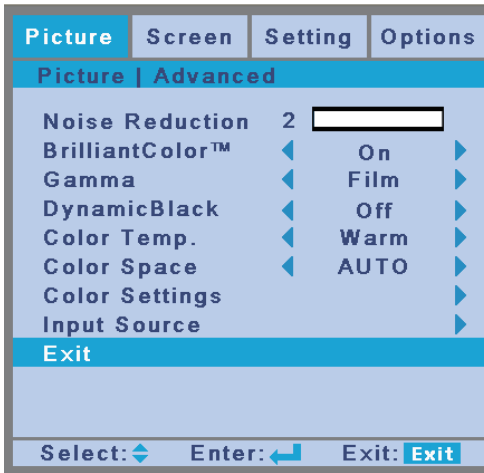 Picture Screen Setting Options
Picture | Advanced
Noise Reduction 2
BrilliantColor™ On
Gamma Film
DynamicBlack Off
Color Temp. Warm
Color Space AUTO
Color Settings
Input Source
Exit
Select: Enter: Exit: Exit